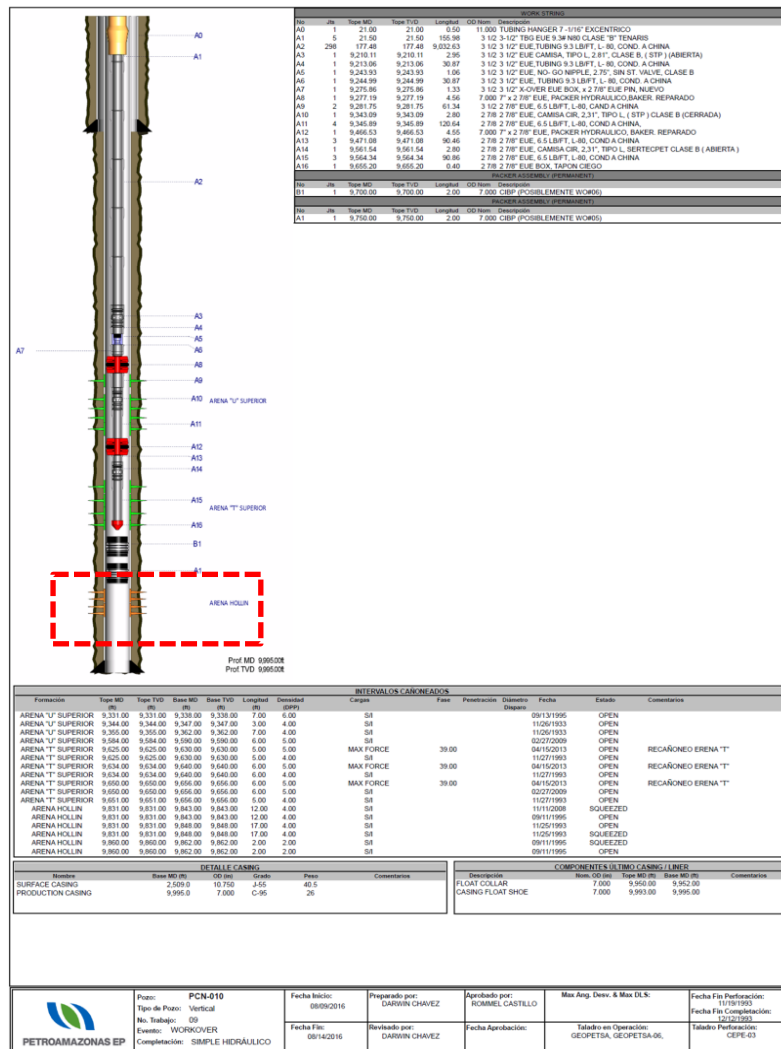 WORK STRING
No Jts Tope MD Tope TVD Longitud OD Nom Descripción
A0 1 21.00 21.00 0.50 11.000 TUBING HANGER 7 -1/16" EXCENTRICO
A1 5 21.50 21.50 155.98 3 1/2 3-1/2" TBG EUE 9.3# N80 CLASE "B" TENARIS
A2 298 177.48 177.48 9,032.63 3 1/2 3 1/2" EUE,TUBING 9.3 LB/FT, L- 80, COND. A CHINA
A3 1 9,210.11 9,210.11 2.95 3 1/2 3 1/2" EUE CAMISA, TIPO L, 2.81", CLASE B, ( STP ) (ABIERTA)
A4 1 9,213.06 9,213.06 30.87 3 1/2 3 1/2" EUE,TUBING 9.3 LB/FT, L- 80, COND. A CHINA
A5 1 9,243.93 9,243.93 1.06 3 1/2 3 1/2" EUE, NO- GO NIPPLE, 2.75", SIN ST. VALVE, CLASE B
A6 1 9,244.99 9,244.99 30.87 3 1/2 3 1/2" EUE, TUBING 9.3 LB/FT, L- 80, COND. A CHINA
A7 1 9,275.86 9,275.86 1.33 3 1/2 3 1/2" X-OVER EUE BOX, x 2 7/8" EUE PIN, NUEVO
A8 1 9,277.19 9,277.19 4.56 7.000 7" x 2 7/8" EUE, PACKER HYDRAULICO,BAKER. REPARADO
A9 2 9,281.75 9,281.75 61.34 3 1/2 2 7/8" EUE, 6.5 LB/FT, L-80, CAND A CHINA
A10 1 9,343.09 9,343.09 2.80 2 7/8 2 7/8" EUE, CAMISA CIR, 2,31", TIPO L, ( STP ) CLASE B (CERRADA)
A11 4 9,345.89 9,345.89 120.64 2 7/8 2 7/8" EUE, 6.5 LB/FT, L-80, COND A CHINA,
A12 1 9,466.53 9,466.53 4.55 7.000 7" x 2 7/8" EUE, PACKER HYDRAULICO, BAKER. REPARADO
A13 3 9,471.08 9,471.08 90.46 2 7/8 2 7/8" EUE, 6.5 LB/FT, L-80, COND A CHINA
A14 1 9,561.54 9,561.54 2.80 2 7/8 2 7/8" EUE, CAMISA CIR, 2,31", TIPO L, SERTECPET CLASE B ( ABIERTA )
A15 3 9,564.34 9,564.34 90.86 2 7/8 2 7/8", EUE, 6.5 LB/FT, L-80, COND A CHINA
A16 1 9,655.20 9,655.20 0.40 2 7/8 2 7/8" EUE BOX, TAPON CIEGO
PACKER ASSEMBLY (PERMANENT)
No Jts Tope MD Tope TVD Longitud OD Nom Descripción
B1 1 9,700.00 9,700.00 2.00 7.000 CIBP (POSIBLEMENTE WO#06)
PACKER ASSEMBLY (PERMANENT)
No Jts Tope MD Tope TVD Longitud OD Nom Descripción
A1 1 9,750.00 9,750.00 2.00 7.000 CIBP (POSIBLEMENTE WO#05)
A0
A1
A2
A3
A4
A5
A6
A7
A8
A9
A10 ARENA "U" SUPERIOR
A11
A12
A13
A14
A15
ARENA "T" SUPERIOR
A16
B1
A1
ARENA HOLLIN
Prof. MD 9,995.00ft
Prof. TVD 9,995.00ft
INTERVALOS CAÑONEADOS
Formación Tope MD (ft) Tope TVD (ft) Base MD (ft) Base TVD (ft) Longitud (ft) Densidad (DPP) Cargas Fase Penetración Diámetro Disparo Fecha Estado Comentarios
ARENA "U" SUPERIOR 9,331.00 9,331.00 9,338.00 9,338.00 7.00 6.00 S/I 09/13/1995 OPEN
ARENA "U" SUPERIOR 9,344.00 9,344.00 9,347.00 9,347.00 3.00 4.00 S/I 11/26/1933 OPEN
ARENA "U" SUPERIOR 9,355.00 9,355.00 9,362.00 9,362.00 7.00 4.00 S/I 11/26/1933 OPEN
ARENA "U" SUPERIOR 9,584.00 9,584.00 9,590.00 9,590.00 6.00 5.00 S/I 02/27/2009 OPEN
ARENA "T" SUPERIOR 9,625.00 9,625.00 9,630.00 9,630.00 5.00 5.00 MAX FORCE 39.00 04/15/2013 OPEN RECAÑONEO ERENA "T"
ARENA "T" SUPERIOR 9,625.00 9,625.00 9,630.00 9,630.00 5.00 4.00 S/I 11/27/1993 OPEN
ARENA "T" SUPERIOR 9,634.00 9,634.00 9,640.00 9,640.00 6.00 5.00 MAX FORCE 39.00 04/15/2013 OPEN RECAÑONEO ERENA "T"
ARENA "T" SUPERIOR 9,634.00 9,634.00 9,640.00 9,640.00 6.00 4.00 S/I 11/27/1993 OPEN
ARENA "T" SUPERIOR 9,650.00 9,650.00 9,656.00 9,656.00 6.00 5.00 MAX FORCE 39.00 04/15/2013 OPEN RECAÑONEO ERENA "T"
ARENA "T" SUPERIOR 9,650.00 9,650.00 9,656.00 9,656.00 6.00 5.00 S/I 02/27/2009 OPEN
ARENA "T" SUPERIOR 9,651.00 9,651.00 9,656.00 9,656.00 5.00 4.00 S/I 11/27/1993 OPEN
ARENA HOLLIN 9,831.00 9,831.00 9,843.00 9,843.00 12.00 4.00 S/I 11/11/2008 SQUEEZED
ARENA HOLLIN 9,831.00 9,831.00 9,843.00 9,843.00 12.00 4.00 S/I 09/11/1995 OPEN
ARENA HOLLIN 9,831.00 9,831.00 9,848.00 9,848.00 17.00 4.00 S/I 11/25/1993 OPEN
ARENA HOLLIN 9,831.00 9,831.00 9,848.00 9,848.00 17.00 4.00 S/I 11/25/1993 SQUEEZED
ARENA HOLLIN 9,860.00 9,860.00 9,862.00 9,862.00 2.00 2.00 S/I 09/11/1995 SQUEEZED
ARENA HOLLIN 9,860.00 9,860.00 9,862.00 9,862.00 2.00 2.00 S/I 09/11/1995 OPEN
DETALLE CASING
Nombre Base MD (ft) OD (in) Grado Peso Comentarios
SURFACE CASING 2,509.0 10.750 J-55 40.5
PRODUCTION CASING 9,995.0 7.000 C-95 26
COMPONENTES ÚLTIMO CASING / LINER
Descripción Nom. OD (in) Tope MD (ft) Base MD (ft) Comentarios
FLOAT COLLAR 7.000 9,950.00 9,952.00
CASING FLOAT SHOE 7.000 9,993.00 9,995.00
PETROAMAZONAS EP
Pozo: PCN-010
Tipo de Pozo: Vertical
No. Trabajo: 09
Evento: WORKOVER
Completación: SIMPLE HIDRÁULICO
Fecha Inicio:
08/09/2016
Fecha Fin:
08/14/2016
Preparado por:
DARWIN CHAVEZ
Revisado por:
DARWIN CHAVEZ
Aprobado por:
ROMMEL CASTILLO
Fecha Aprobación:
Max Ang. Desv. & Max DLS:
Taladro en Operación:
GEOPETSA, GEOPETSA-06,
Fecha Fin Perforación:
11/19/1993
Fecha Fin Completación:
12/12/1993
Taladro Perforación:
CEPE-03